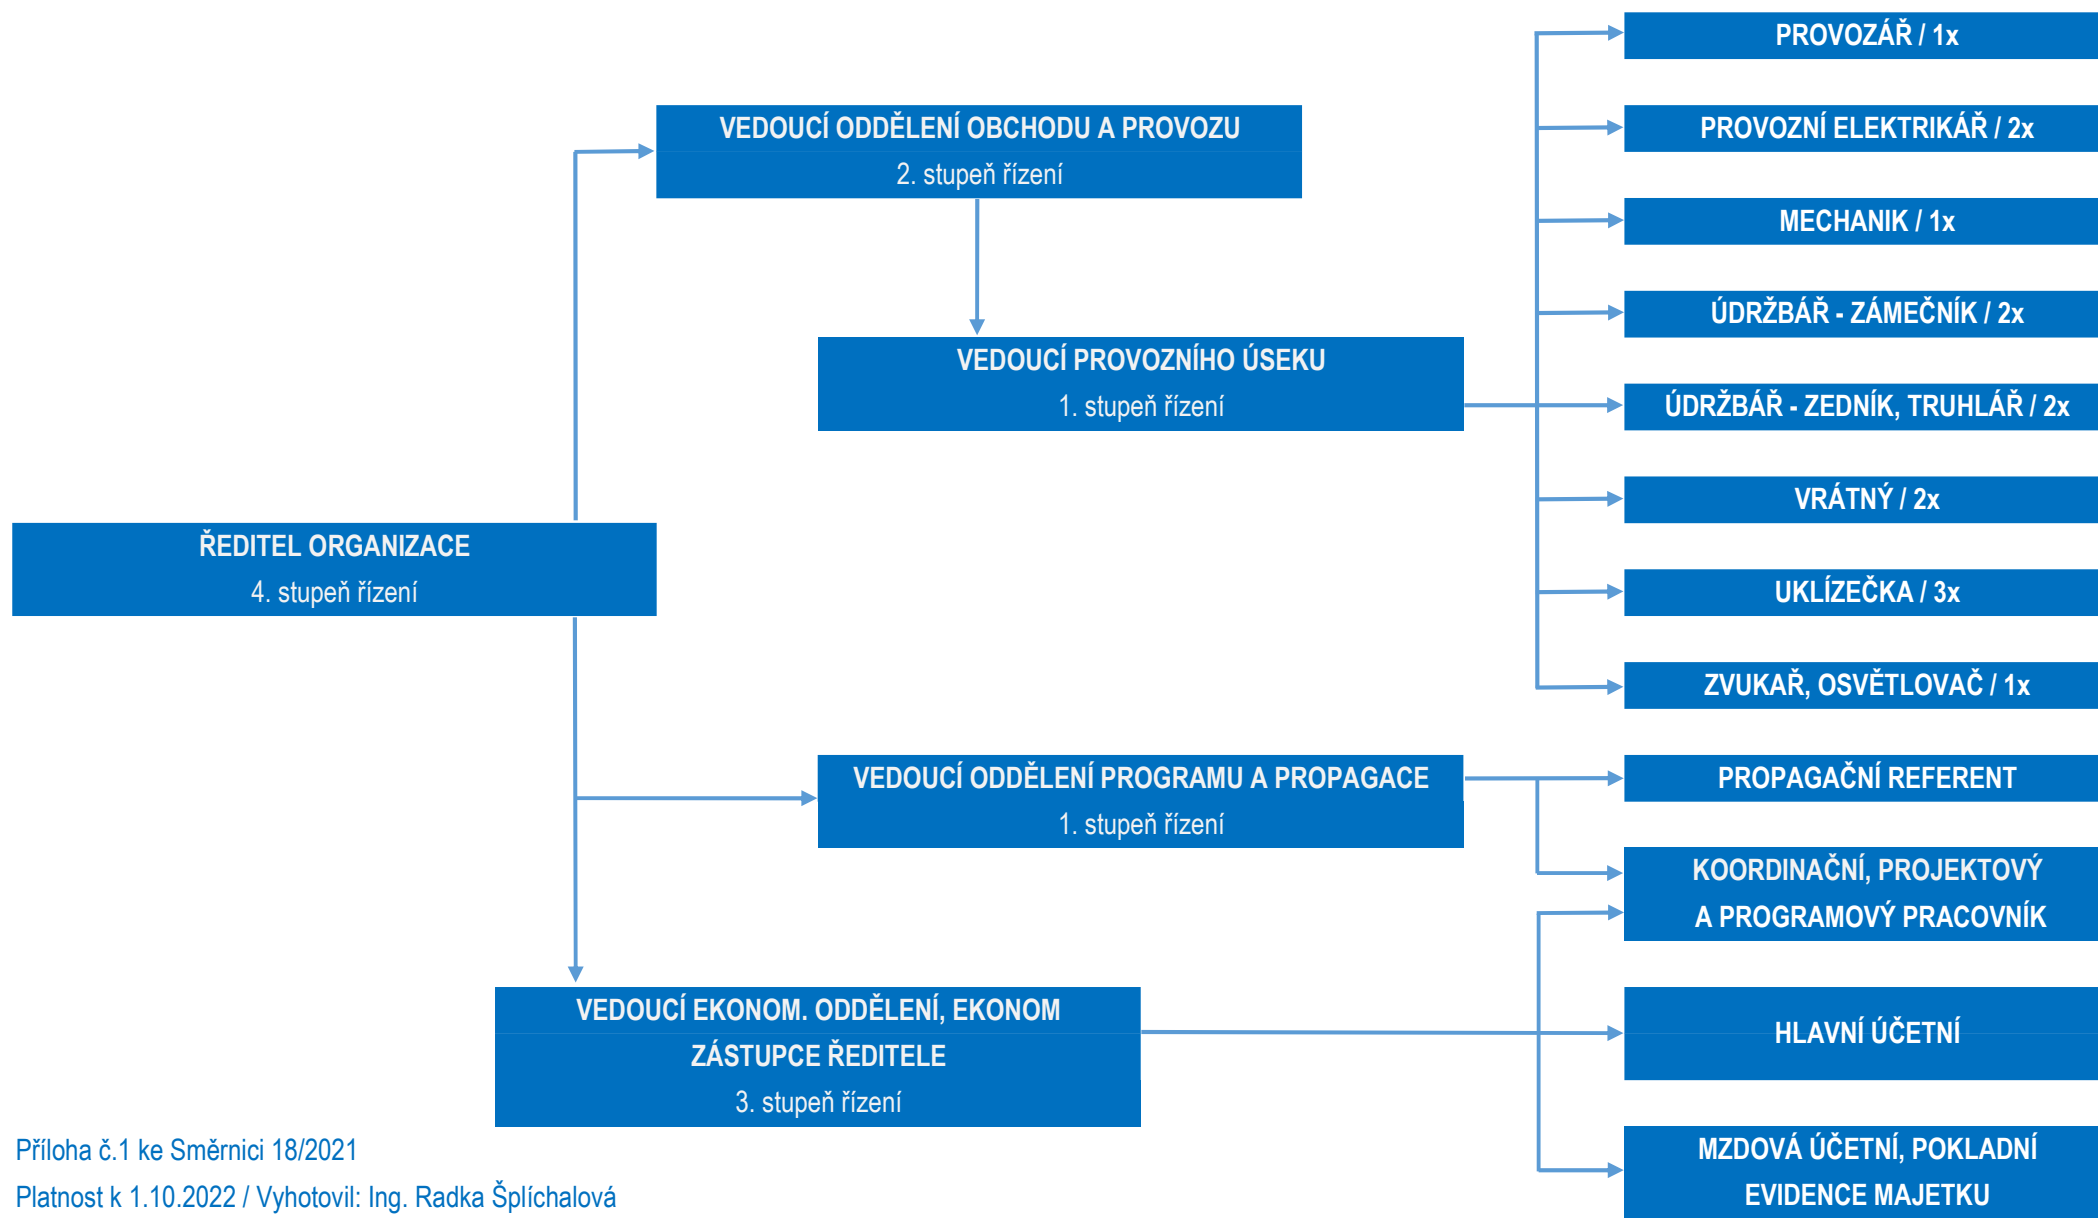 PROVOZÁŘ / 1x
VEDOUCÍ ODDĚLENÍ OBCHODU A PROVOZU
2. stupeň řízení
PROVOZNÍ ELEKTRIKÁŘ / 2x
MECHANIK / 1x
ÚDRŽBÁŘ - ZÁMEČNÍK / 2x
VEDOUCÍ PROVOZNÍHO ÚSEKU
1. stupeň řízení
ÚDRŽBÁŘ - ZEDNÍK, TRUHLÁŘ / 2x
VRÁTNÝ / 2x
ŘEDITEL ORGANIZACE
4. stupeň řízení
UKLÍZEČKA / 3x
ZVUKAŘ, OSVĚTLOVAČ / 1x
VEDOUCÍ ODDĚLENÍ PROGRAMU A PROPAGACE
1. stupeň řízení
PROPAGAČNÍ REFERENT
KOORDINAČNÍ, PROJEKTOVÝ
A PROGRAMOVÝ PRACOVNÍK
VEDOUCÍ EKONOM. ODDĚLENÍ, EKONOM
ZÁSTUPCE ŘEDITELE
3. stupeň řízení
HLAVNÍ ÚČETNÍ
MZDOVÁ ÚČETNÍ, POKLADNÍ
EVIDENCE MAJETKU
Příloha č.1 ke Směrnici 18/2021
Platnost k 1.10.2022 / Vyhotovil: Ing. Radka Šplíchalová